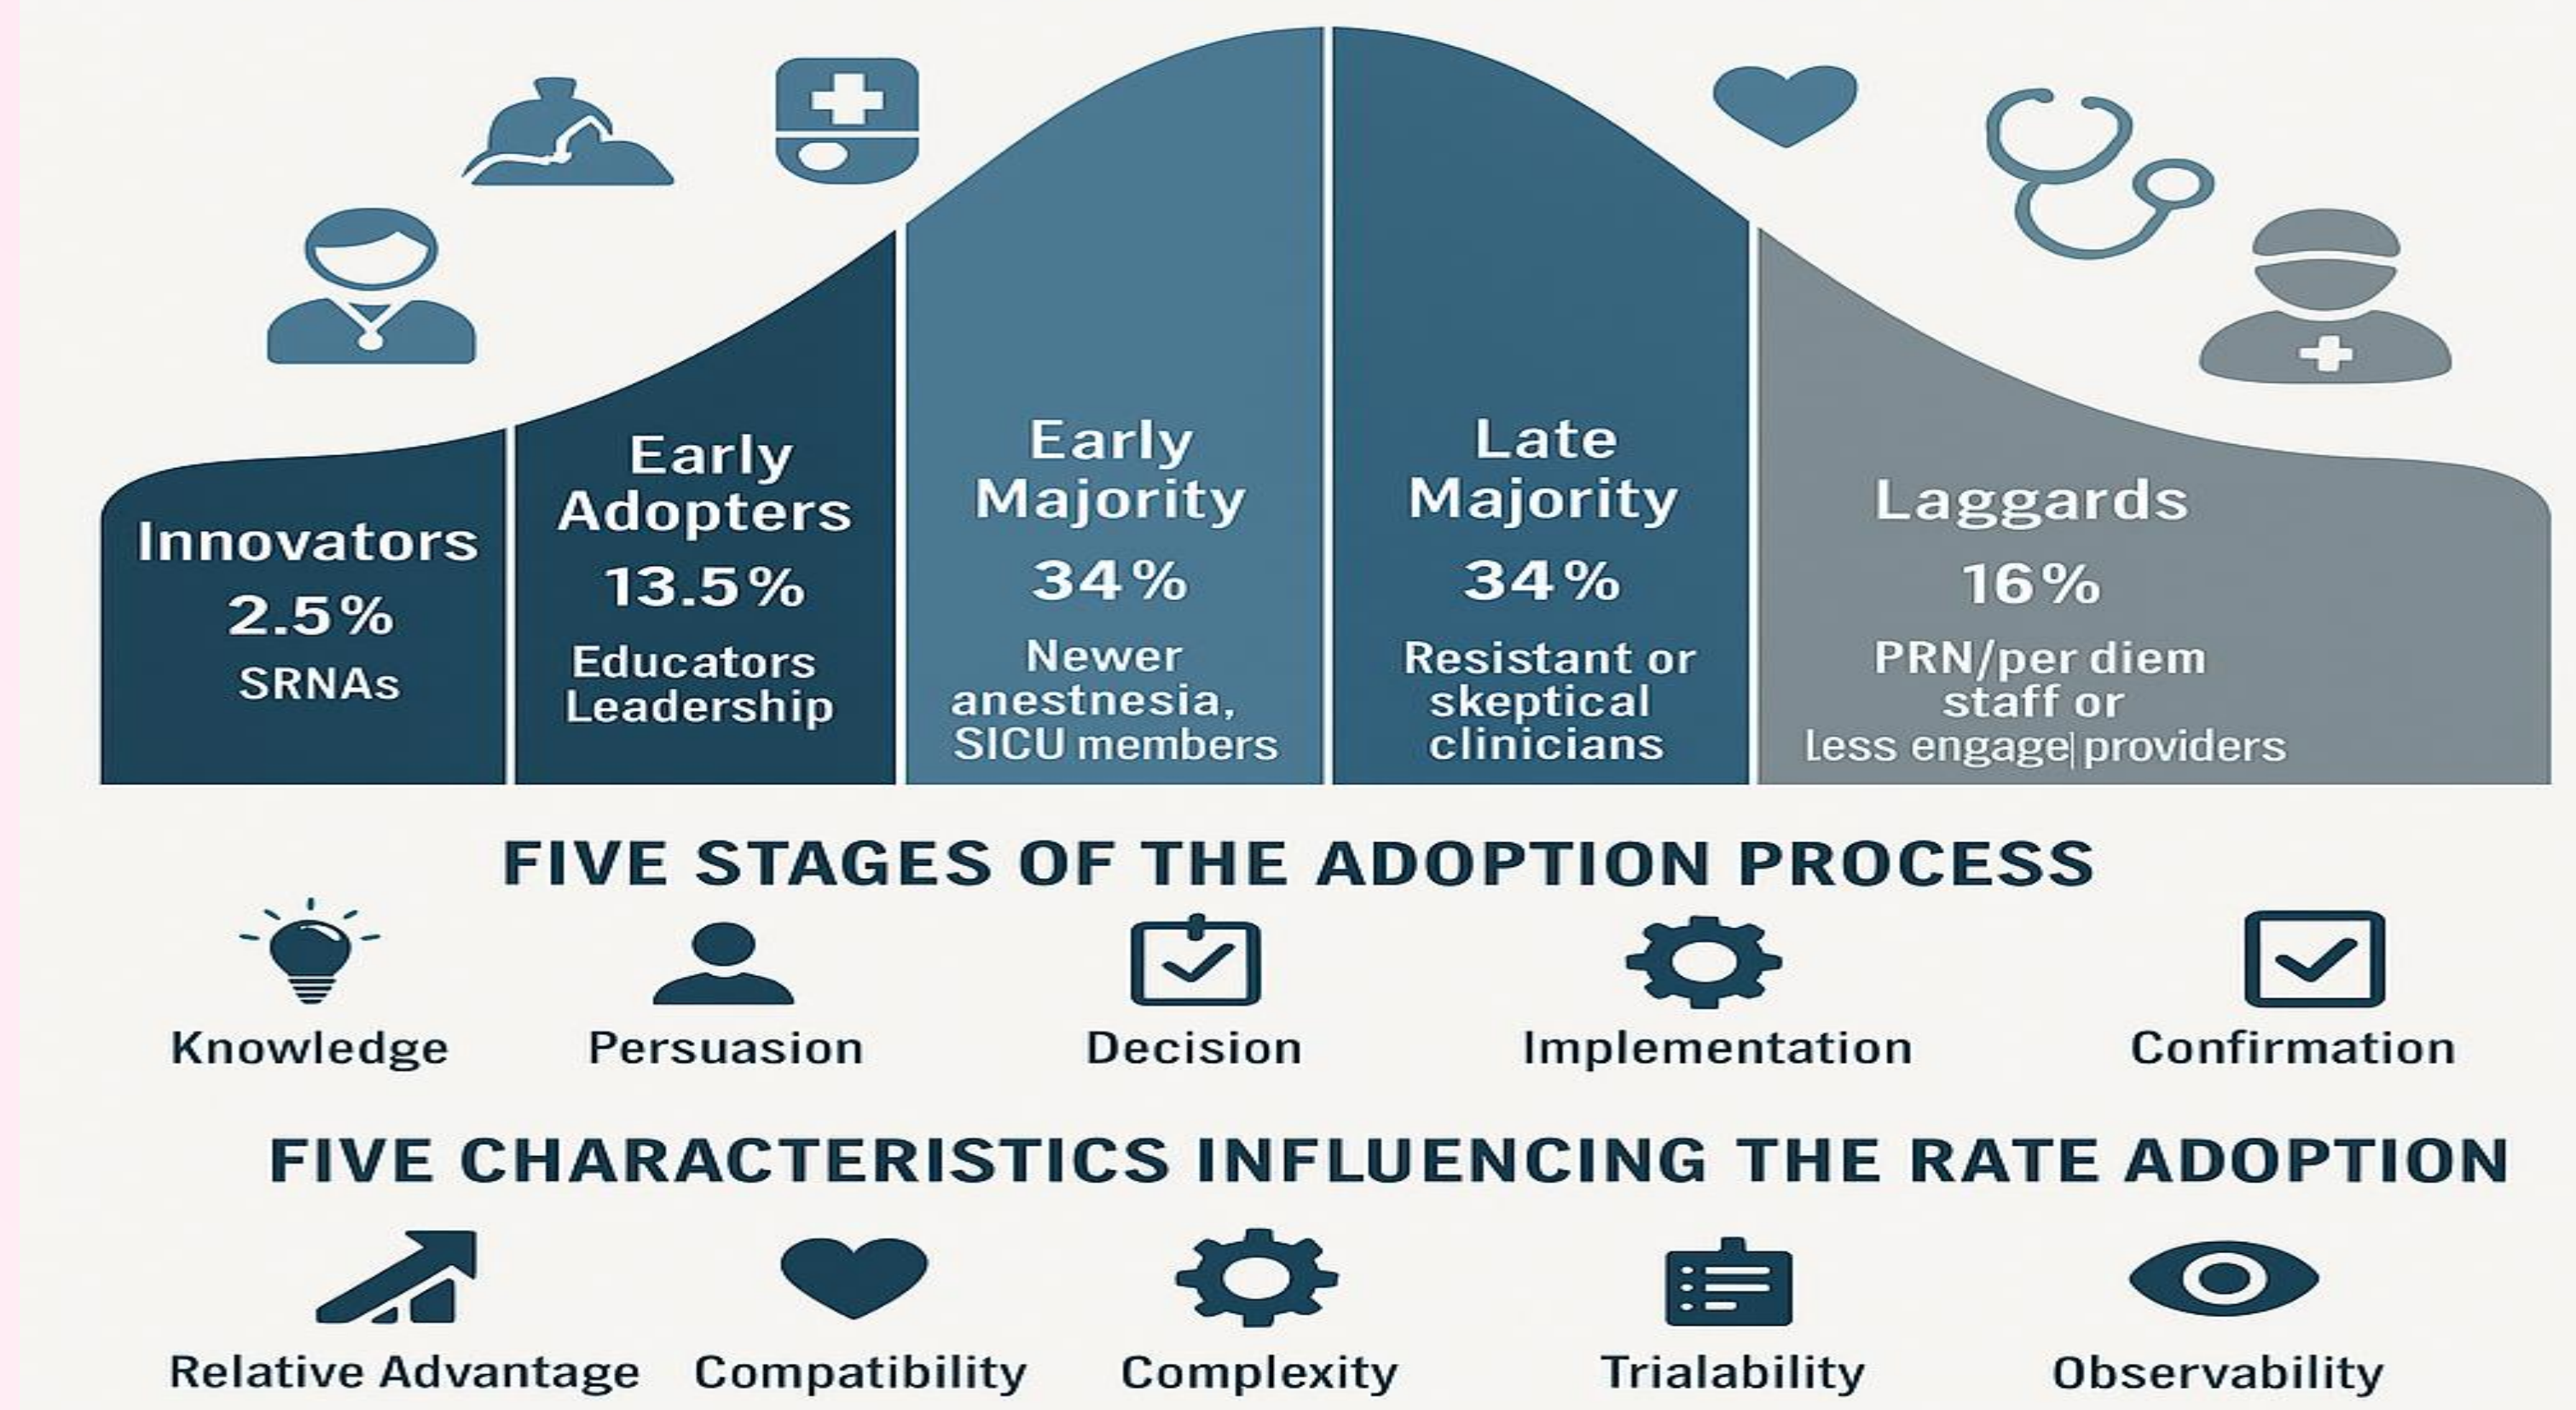 Innovators
2.5%
SRNAs
Early
Adopters
13.5%
Educators
Leadership
Early
Majority
34%
Newer
anestnesia,
SICU members
Late
Majority
34%
Resistant or
skeptical
clinicians
Laggards
16%
PRN/per diem
staff or
Less engage| providers
FIVE STAGES OF THE ADOPTION PROCESS
Knowledge
Persuasion
Decision
Implementation
Confirmation
FIVE CHARACTERISTICS INFLUENCING THE RATE ADOPTION
Relative Advantage
Compatibility
Complexity
Trialability
Observability